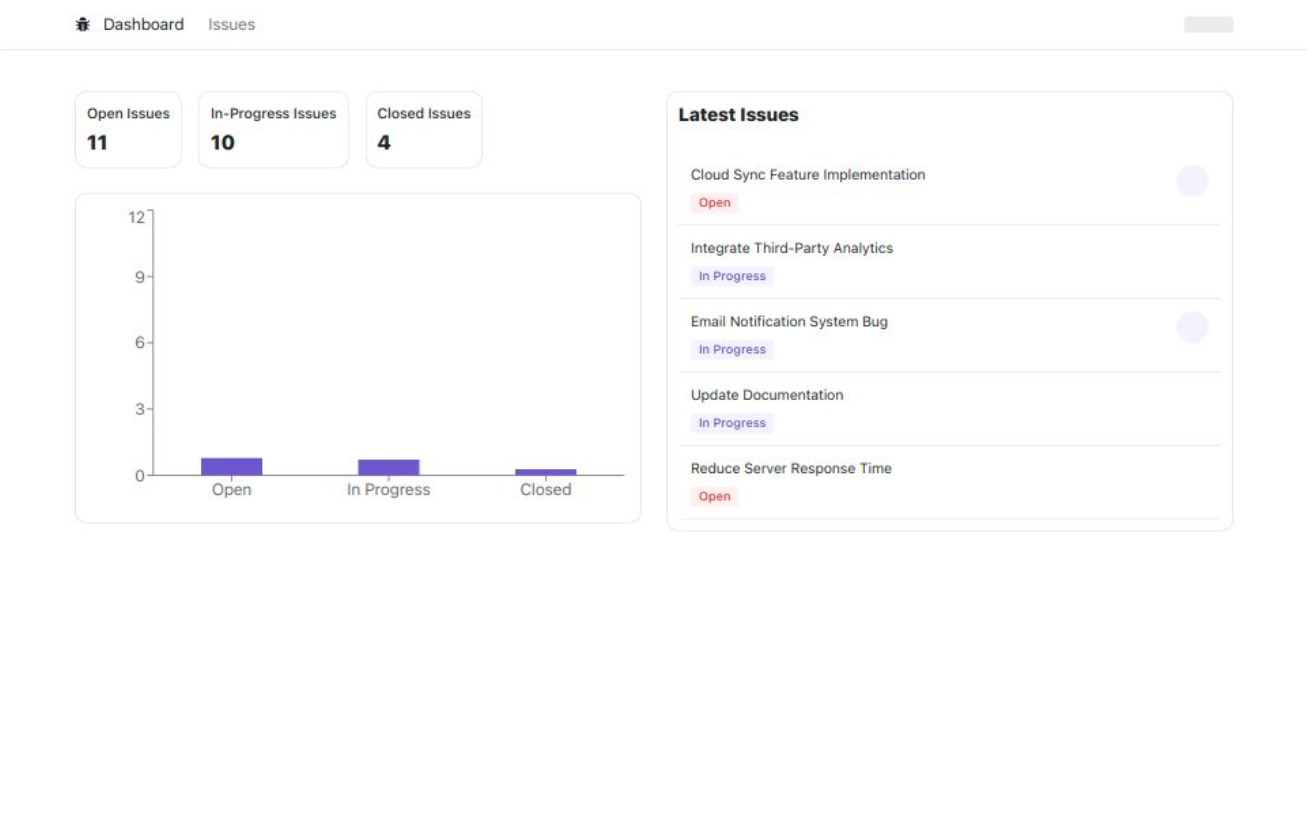 Dashboard Issues
Open Issues
11
In-Progress Issues
10
Closed Issues
4
12
9
6
3
0
Open In Progress Closed
Latest Issues
Cloud Sync Feature Implementation
Open
Integrate Third-Party Analytics
In Progress
Email Notification System Bug
In Progress
Update Documentation
In Progress
Reduce Server Response Time
Open